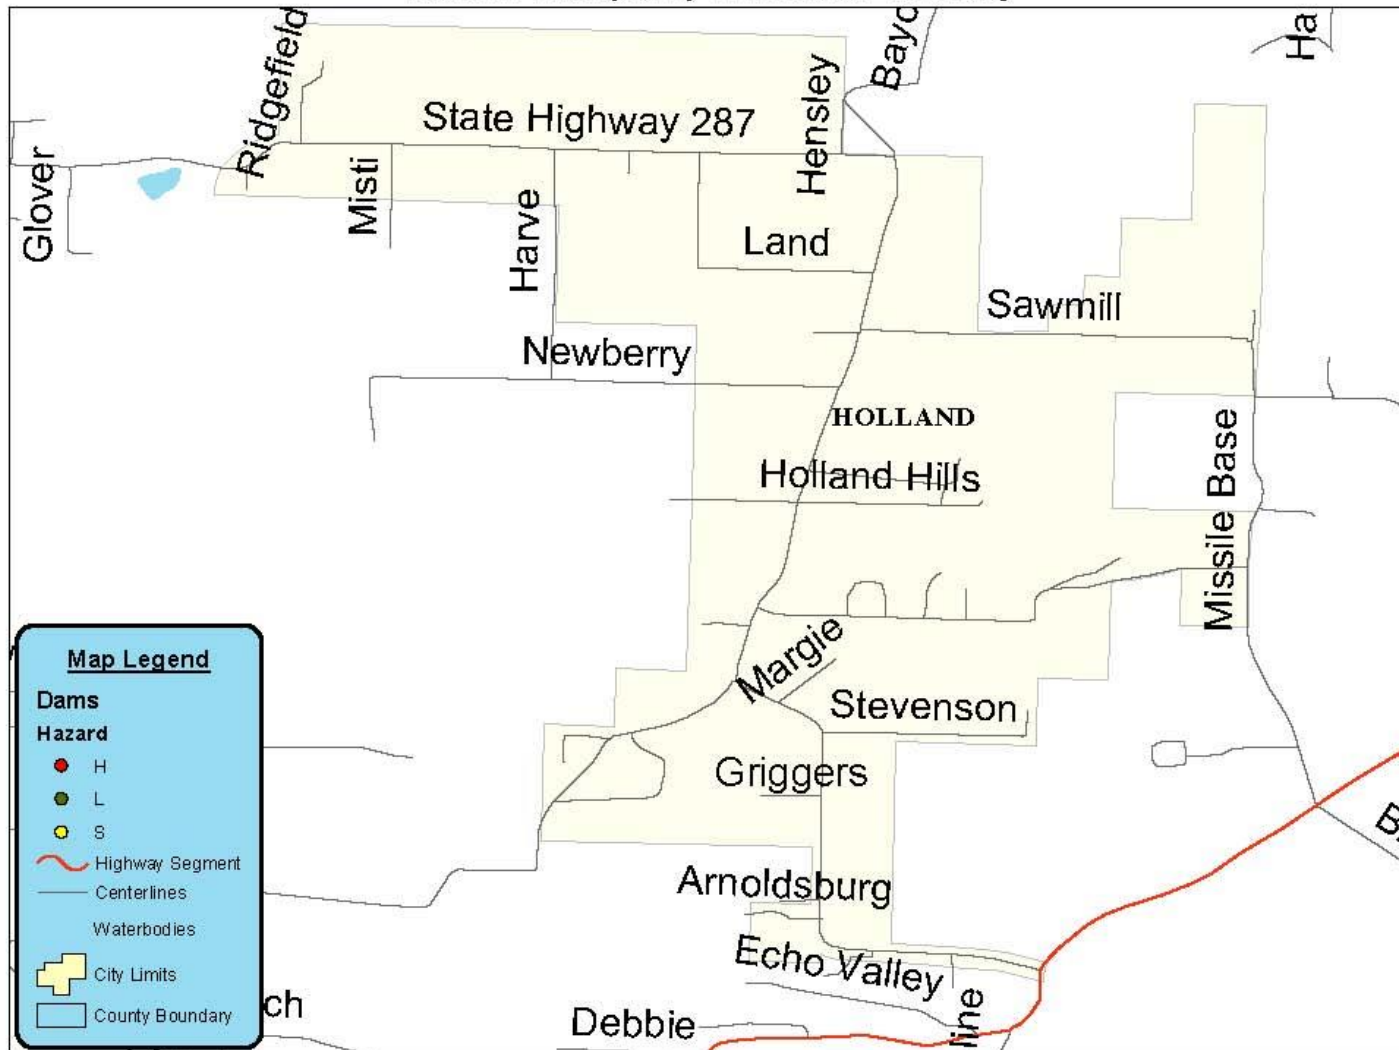 Ridgefield
Hensley
Bayo
Ha
State Highway 287
Glover
Misti
Harve
Land
Sawmill
Newberry
HOLLAND
Holland Hills
Missile Base
Margie
Stevenson
Griggers
Arnoldsburg
Echo Valley
Debbie
line
ch
B
Map Legend
Dams
Hazard
H
L
S
Highway Segment
Centerlines
Waterbodies
City Limits
County Boundary